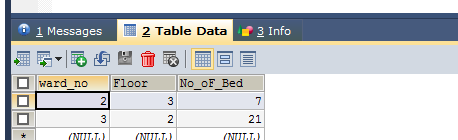 1 Messages 2 Table Data 3 Info
ward_no Floor No_oF_Bed
2 3 7
3 2 21
* (NULL) (NULL) (NULL)